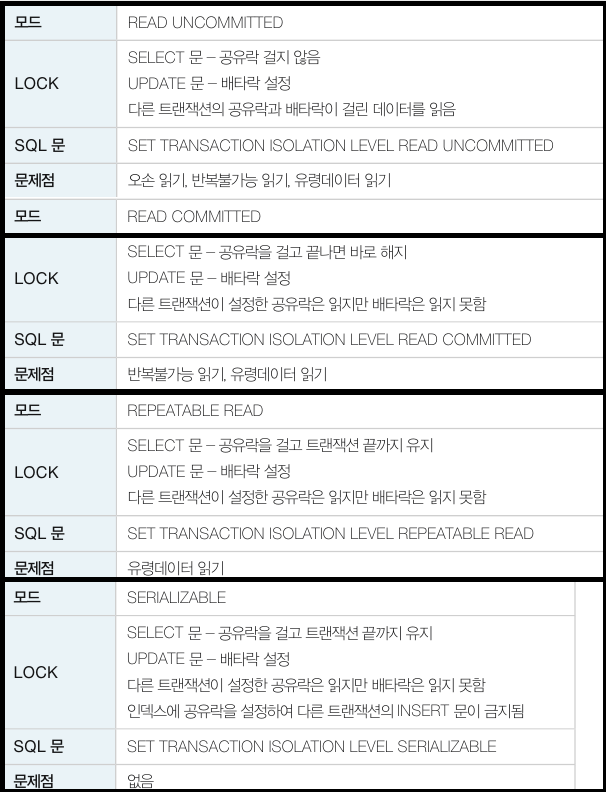 모드 READ UNCOMMITTED
LOCK
SELECT 문 – 공유락 걸지 않음
UPDATE 문 – 배타락 설정
다른 트랜잭션의 공유락과 배타락이 걸린 데이터를 읽음
SQL 문 SET TRANSACTION ISOLATION LEVEL READ UNCOMMITTED
문제점 오손 읽기, 반복불가능 읽기, 유령데이터 읽기
모드 READ COMMITTED
LOCK
SELECT 문 – 공유락을 걸고 끝나면 바로 해지
UPDATE 문 – 배타락 설정
다른 트랜잭션이 설정한 공유락은 읽지만 배타락은 읽지 못함
SQL 문 SET TRANSACTION ISOLATION LEVEL READ COMMITTED
문제점 반복불가능 읽기, 유령데이터 읽기
모드 REPEATABLE READ
LOCK
SELECT 문 – 공유락을 걸고 트랜잭션 끝까지 유지
UPDATE 문 – 배타락 설정
다른 트랜잭션이 설정한 공유락은 읽지만 배타락은 읽지 못함
SQL 문 SET TRANSACTION ISOLATION LEVEL REPEATABLE READ
문제점 유령데이터 읽기
모드 SERIALIZABLE
LOCK
SELECT 문 – 공유락을 걸고 트랜잭션 끝까지 유지
UPDATE 문 – 배타락 설정
다른 트랜잭션이 설정한 공유락은 읽지만 배타락은 읽지 못함
인덱스에 공유락을 설정하여 다른 트랜잭션의 INSERT 문이 금지됨
SQL 문 SET TRANSACTION ISOLATION LEVEL SERIALIZABLE
문제점 없음